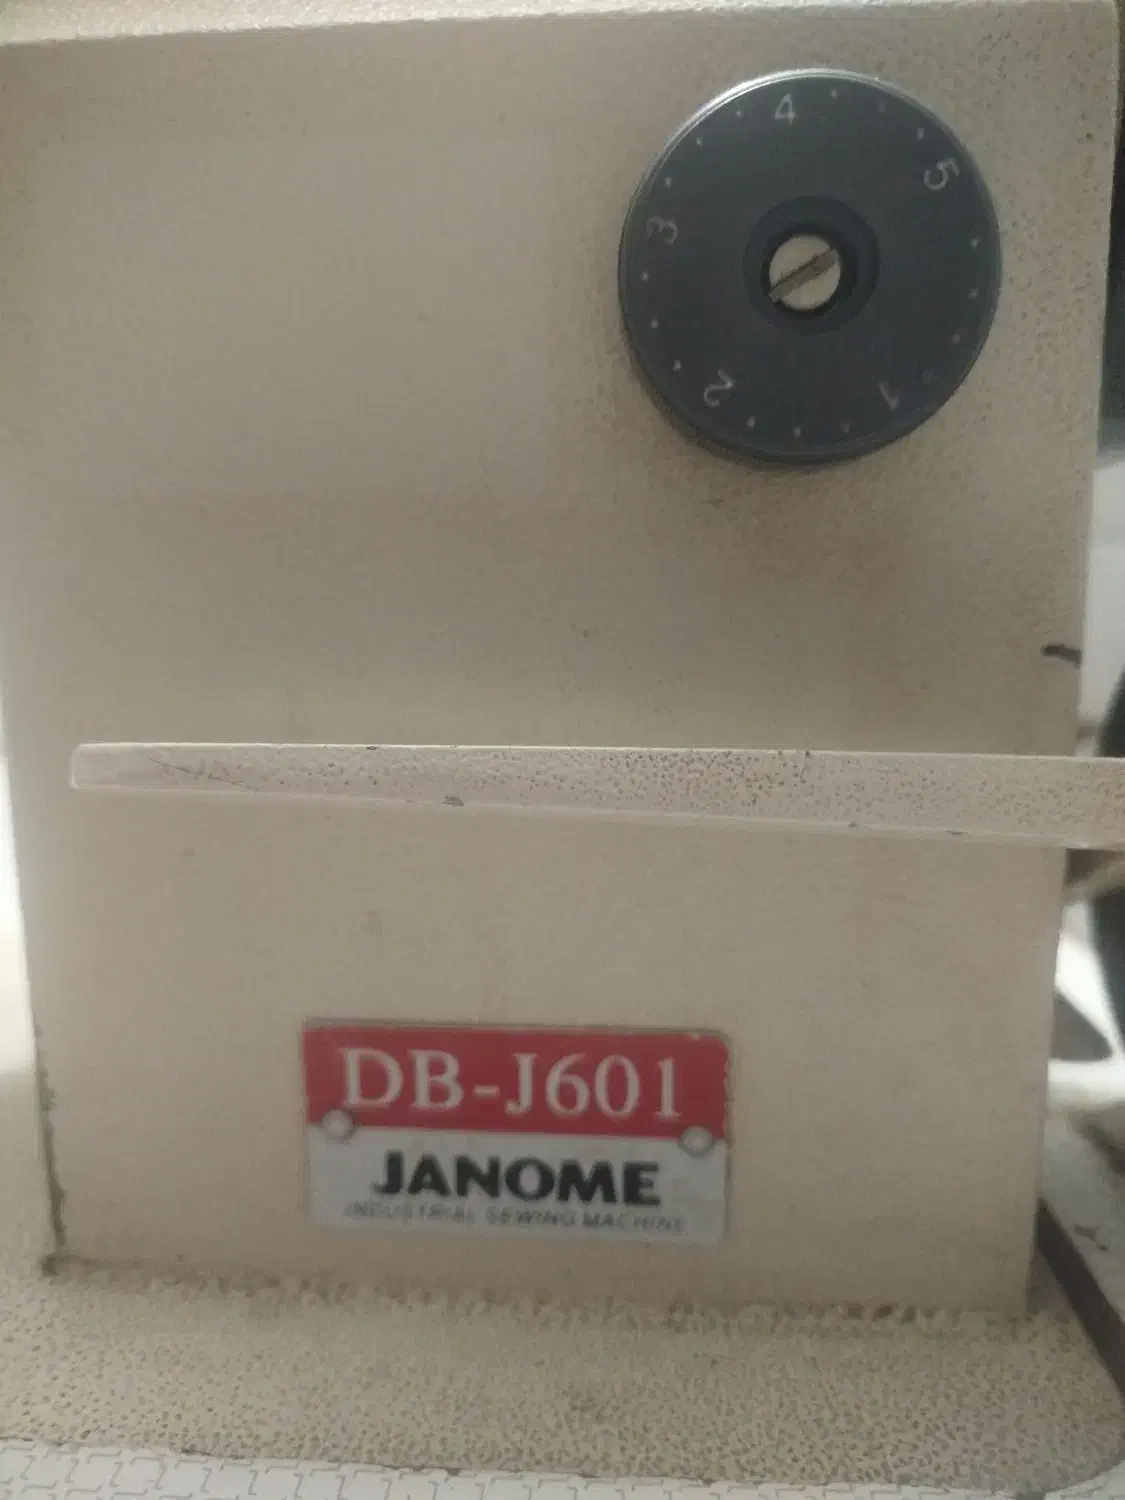 4
5
3
2
1
DB-J601
JANOME
INDUSTRIAL SEWING MACHINE